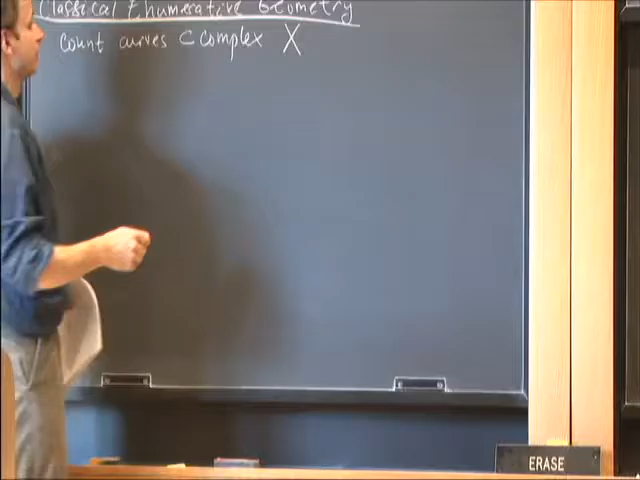 Classical Enumerative Geometry
Count curves ⊂ Complex X
ERASE